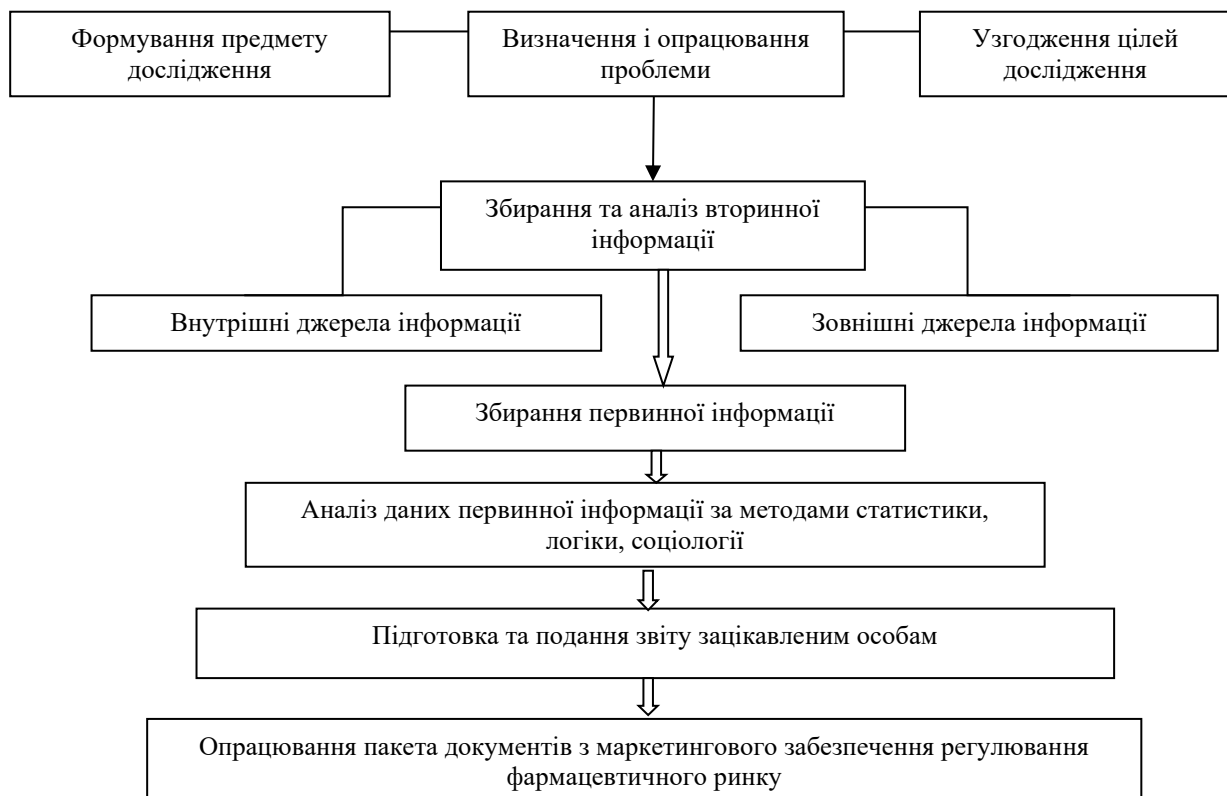 Формування предмету
дослідження
Визначення і опрацювання
проблеми
Узгодження цілей
дослідження
Збирання та аналіз вторинної
інформації
Внутрішні джерела інформації
Зовнішні джерела інформації
Збирання первинної інформації
Аналіз даних первинної інформації за методами статистики,
логіки, соціології
Підготовка та подання звіту зацікавленим особам
Опрацювання пакета документів з маркетингового забезпечення регулювання
фармацевтичного ринку